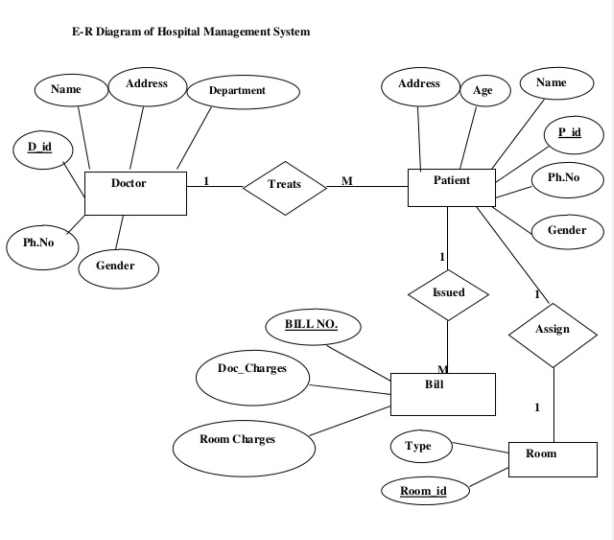 E-R Diagram of Hospital Management System
Name
Address
Department
Address
Age
Name
D_id
P_id
Doctor
1
Treats
M
Patient
Ph.No
Ph.No
Gender
Gender
1
Issued
1
Assign
BILL NO.
Doc_Charges
M
Bill
1
Room Charges
Type
Room
Room_id